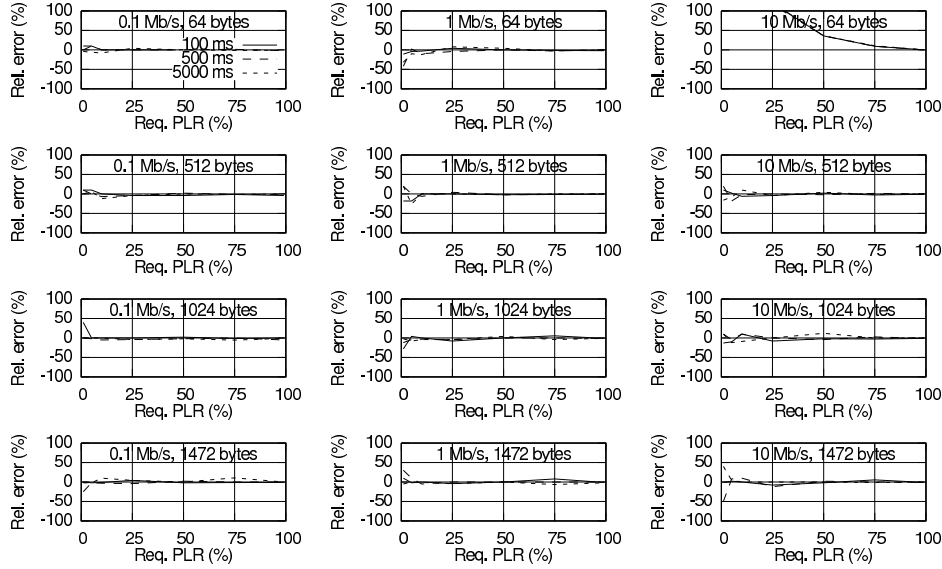 Rel. error (%)
100
50
0
-50
-100
0.1 Mb/s, 64 bytes
100 ms
500 ms
5000 ms
0 25 50 75 100
Req. PLR (%)
Rel. error (%)
100
50
0
-50
-100
1 Mb/s, 64 bytes
0 25 50 75 100
Req. PLR (%)
Rel. error (%)
100
50
0
-50
-100
10 Mb/s, 64 bytes
0 25 50 75 100
Req. PLR (%)
Rel. error (%)
100
50
0
-50
-100
0.1 Mb/s, 512 bytes
0 25 50 75 100
Req. PLR (%)
Rel. error (%)
100
50
0
-50
-100
1 Mb/s, 512 bytes
0 25 50 75 100
Req. PLR (%)
Rel. error (%)
100
50
0
-50
-100
10 Mb/s, 512 bytes
0 25 50 75 100
Req. PLR (%)
Rel. error (%)
100
50
0
-50
-100
0.1 Mb/s, 1024 bytes
0 25 50 75 100
Req. PLR (%)
Rel. error (%)
100
50
0
-50
-100
1 Mb/s, 1024 bytes
0 25 50 75 100
Req. PLR (%)
Rel. error (%)
100
50
0
-50
-100
10 Mb/s, 1024 bytes
0 25 50 75 100
Req. PLR (%)
Rel. error (%)
100
50
0
-50
-100
0.1 Mb/s, 1472 bytes
0 25 50 75 100
Req. PLR (%)
Rel. error (%)
100
50
0
-50
-100
1 Mb/s, 1472 bytes
0 25 50 75 100
Req. PLR (%)
Rel. error (%)
100
50
0
-50
-100
10 Mb/s, 1472 bytes
0 25 50 75 100
Req. PLR (%)